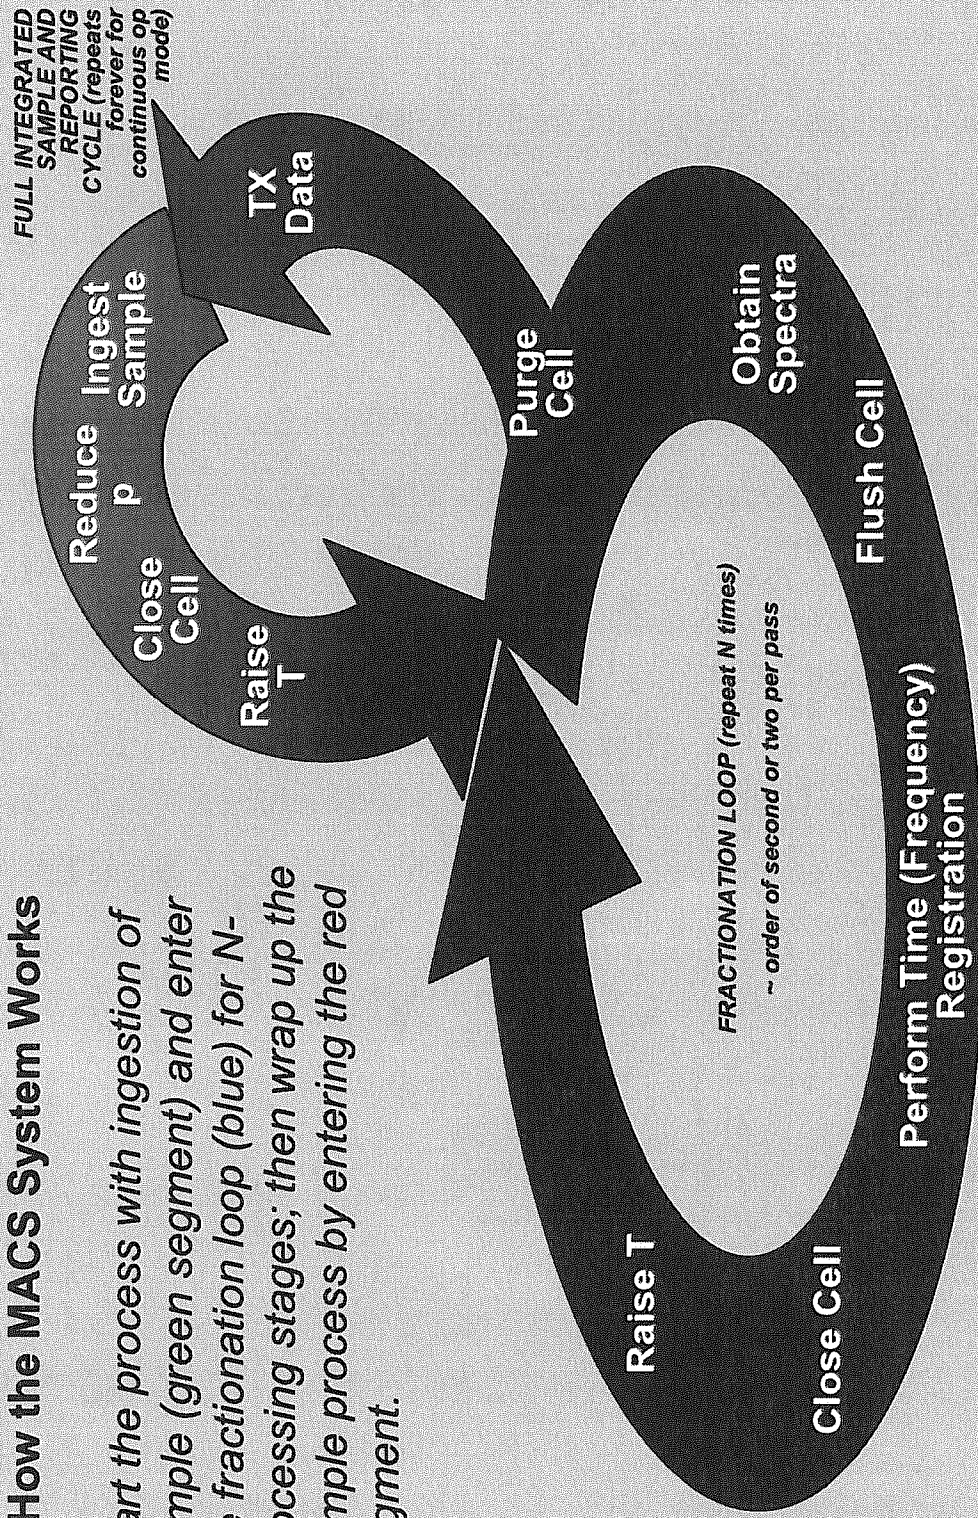 How the MACS System Works
art the process with ingestion of
mple (green segment) and enter
e fractionation loop (blue) for N-
ocessing stages; then wrap up the
mple process by entering the red
gment.
FULL INTEGRATED
SAMPLE AND
REPORTING
CYCLE (repeats
forever for
continuous op
mode)
Ingest
Sample
Reduce
p
Close
Cell
Raise
T
TX
Data
Purge
Cell
Obtain
Spectra
Flush Cell
Perform Time (Frequency)
Registration
Close Cell
Raise T
FRACTIONATION LOOP (repeat N times)
~ order of second or two per pass